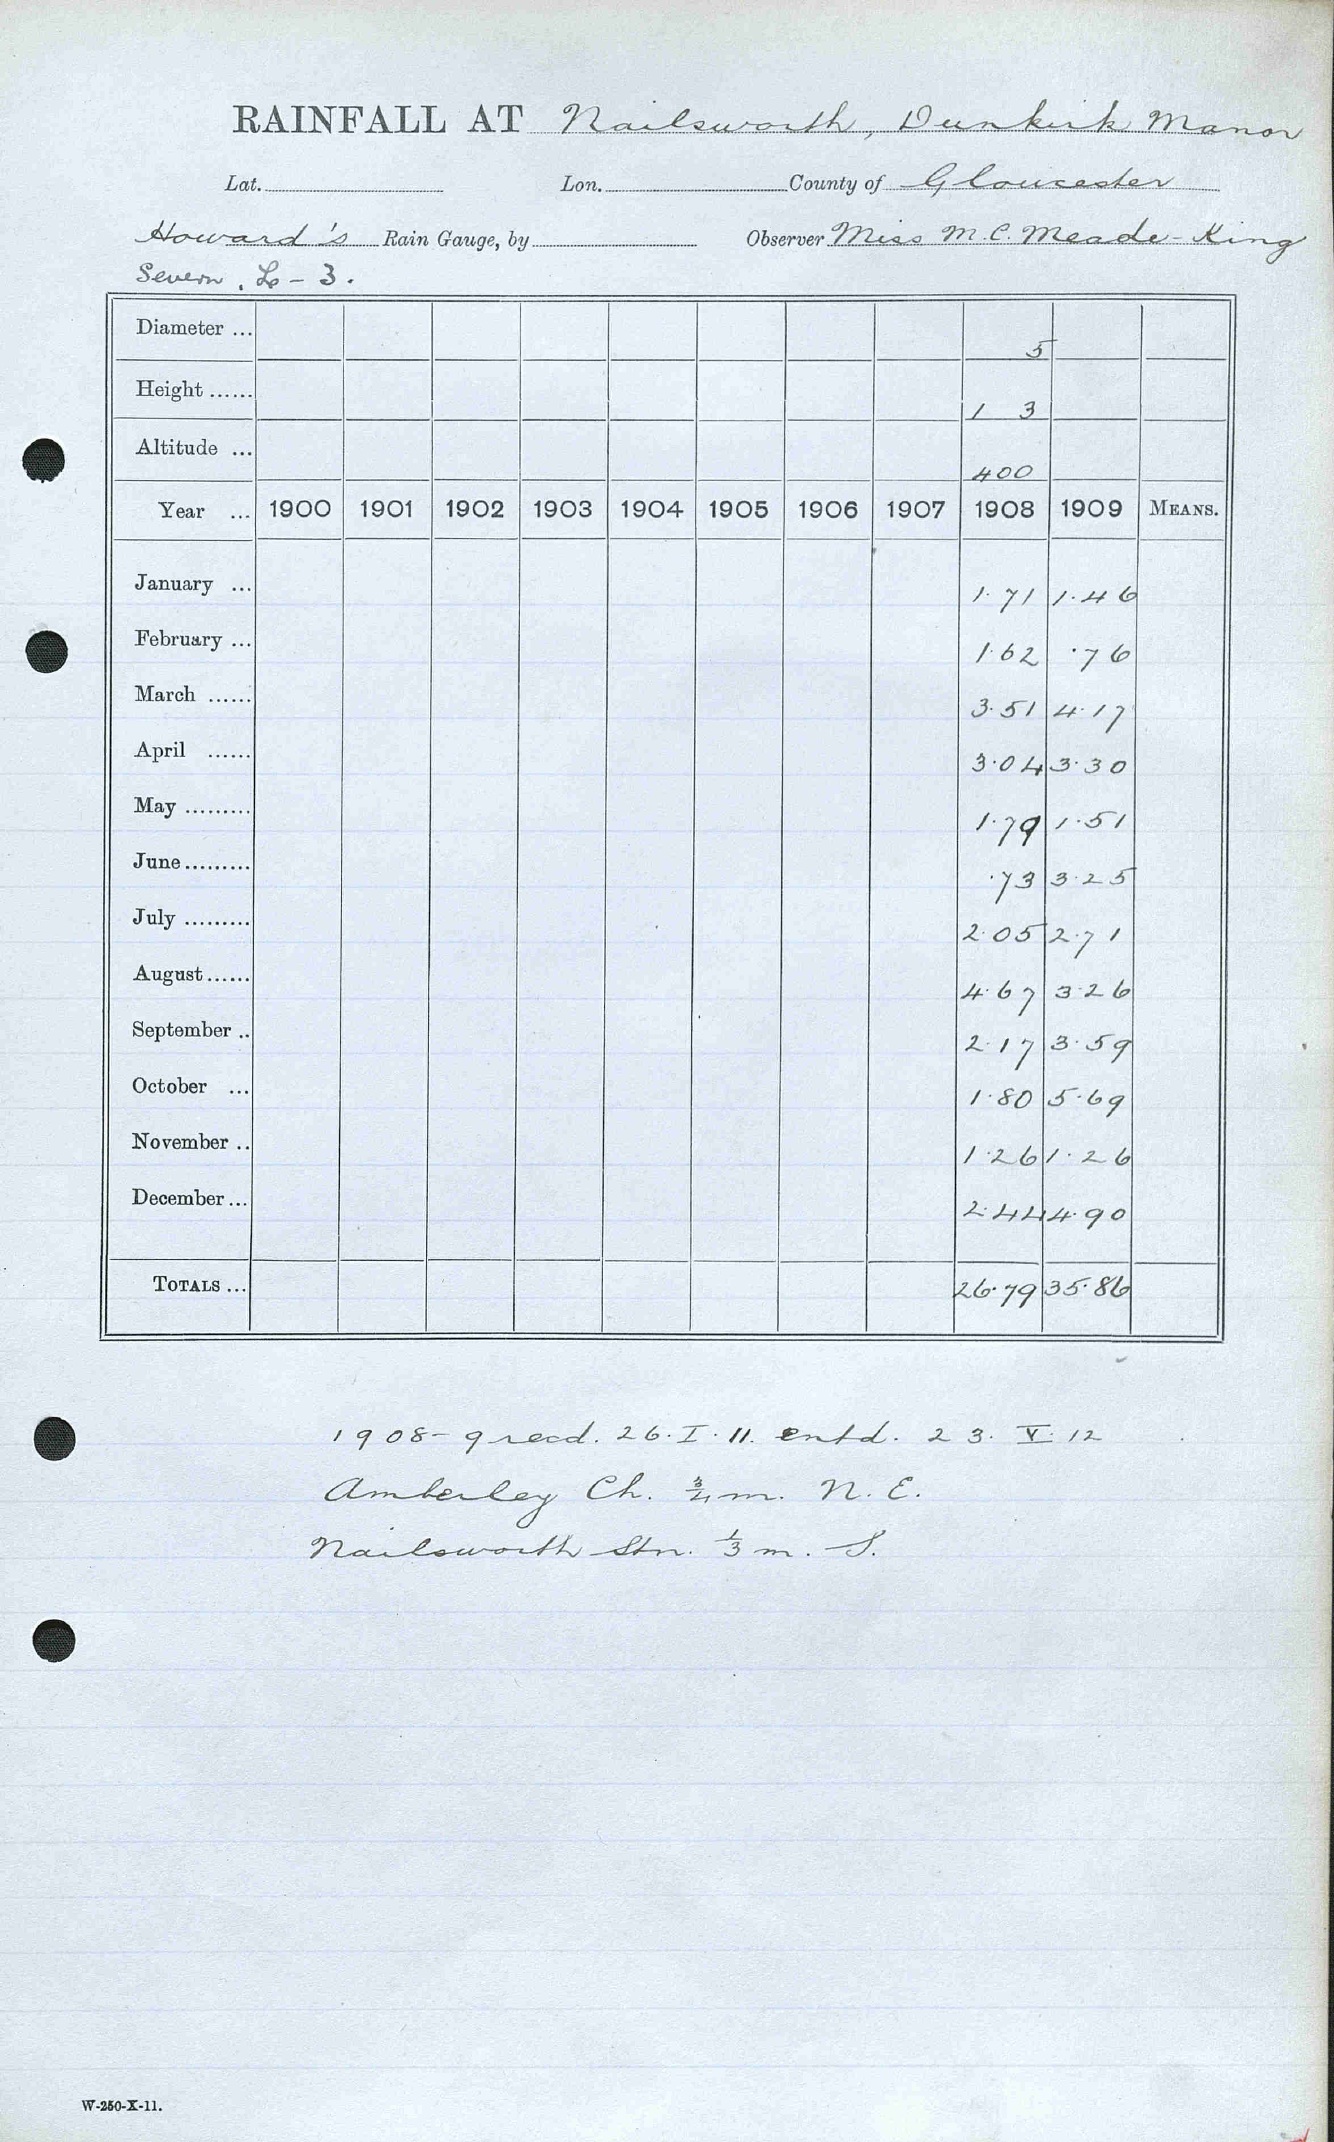 RAINFALL AT Nailsworth, Dunkirk Manor
Lat. Lon. County of Gloucester
Howard's Rain Gauge, by Observer Miss M.C. Meade-King
Severn. L-3.
Diameter ... 5
Height ...... 1 3
Altitude ... 400
Year ... 1900 1901 1902 1903 1904 1905 1906 1907 1908 1909 MEANS.
January ... 1.71 1.46
February ... 1.62 .76
March ...... 3.51 4.17
April ...... 3.04 3.30
May ......... 1.79 1.51
June ......... .73 3.25
July ......... 2.05 2.71
August ...... 4.67 3.26
September .. 2.17 3.59
October ... 1.80 5.69
November .. 1.26 1.26
December ... 2.44 4.90
TOTALS ... 26.79 35.86
1908-9 recd. 26.I.11. entd. 23.V.12
Amberley Ch. ¾ m. N.E.
Nailsworth Stn. ⅓ m. S.
W-250-X-11.